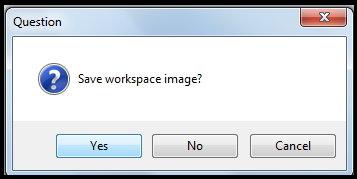 Question
Save workspace image?
Yes
No
Cancel